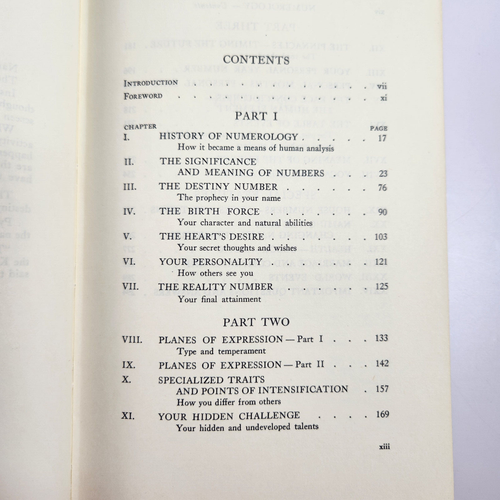 CONTENTS
INTRODUCTION . . . . . . . . . . . vii
FOREWORD . . . . . . . . . . . . xi
PART I
CHAPTER PAGE
I. HISTORY OF NUMEROLOGY . . . . . 17
How it became a means of human analysis
II. THE SIGNIFICANCE
AND MEANING OF NUMBERS . . . 23
III. THE DESTINY NUMBER . . . . . . 76
The prophecy in your name
IV. THE BIRTH FORCE . . . . . . . 90
Your character and natural abilities
V. THE HEART'S DESIRE . . . . . . 103
Your secret thoughts and wishes
VI. YOUR PERSONALITY . . . . . . . 121
How others see you
VII. THE REALITY NUMBER . . . . . . 125
Your final attainment
PART TWO
VIII. PLANES OF EXPRESSION — Part I . . . 133
Type and temperament
IX. PLANES OF EXPRESSION — Part II . . . 142
X. SPECIALIZED TRAITS
AND POINTS OF INTENSIFICATION . 157
How you differ from others
XI. YOUR HIDDEN CHALLENGE . . . . 169
Your hidden and undeveloped talents
xiii